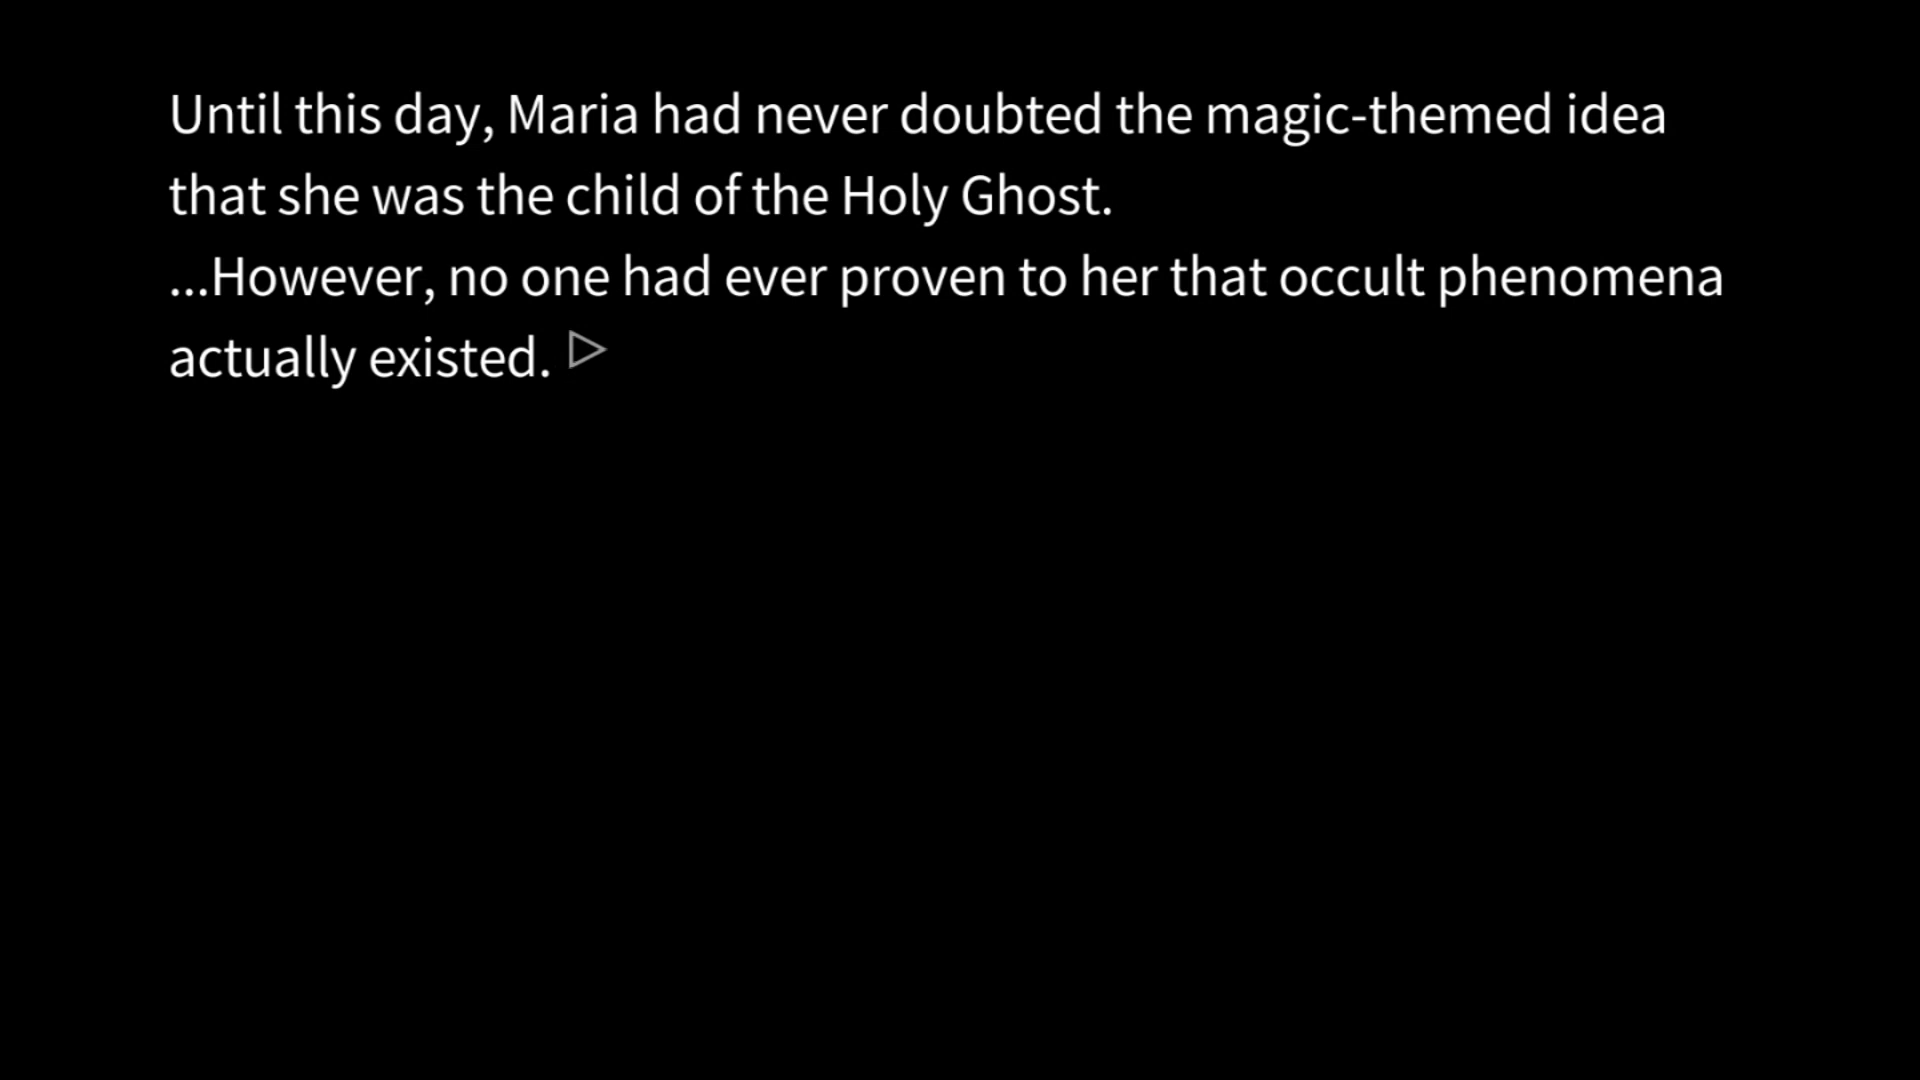 Until this day, Maria had never doubted the magic-themed idea
that she was the child of the Holy Ghost.
...However, no one had ever proven to her that occult phenomena
actually existed.